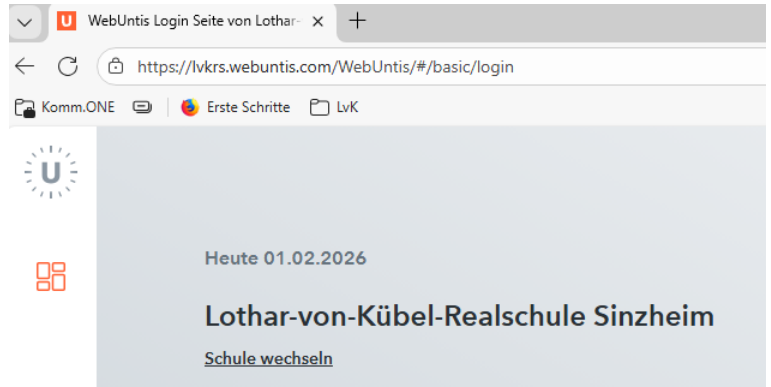 U WebUntis Login Seite von Lothar-
https://lvkrs.webuntis.com/WebUntis/#/basic/login
Komm.ONE Erste Schritte LvK
U
Heute 01.02.2026
Lothar-von-Kübel-Realschule Sinzheim
Schule wechseln